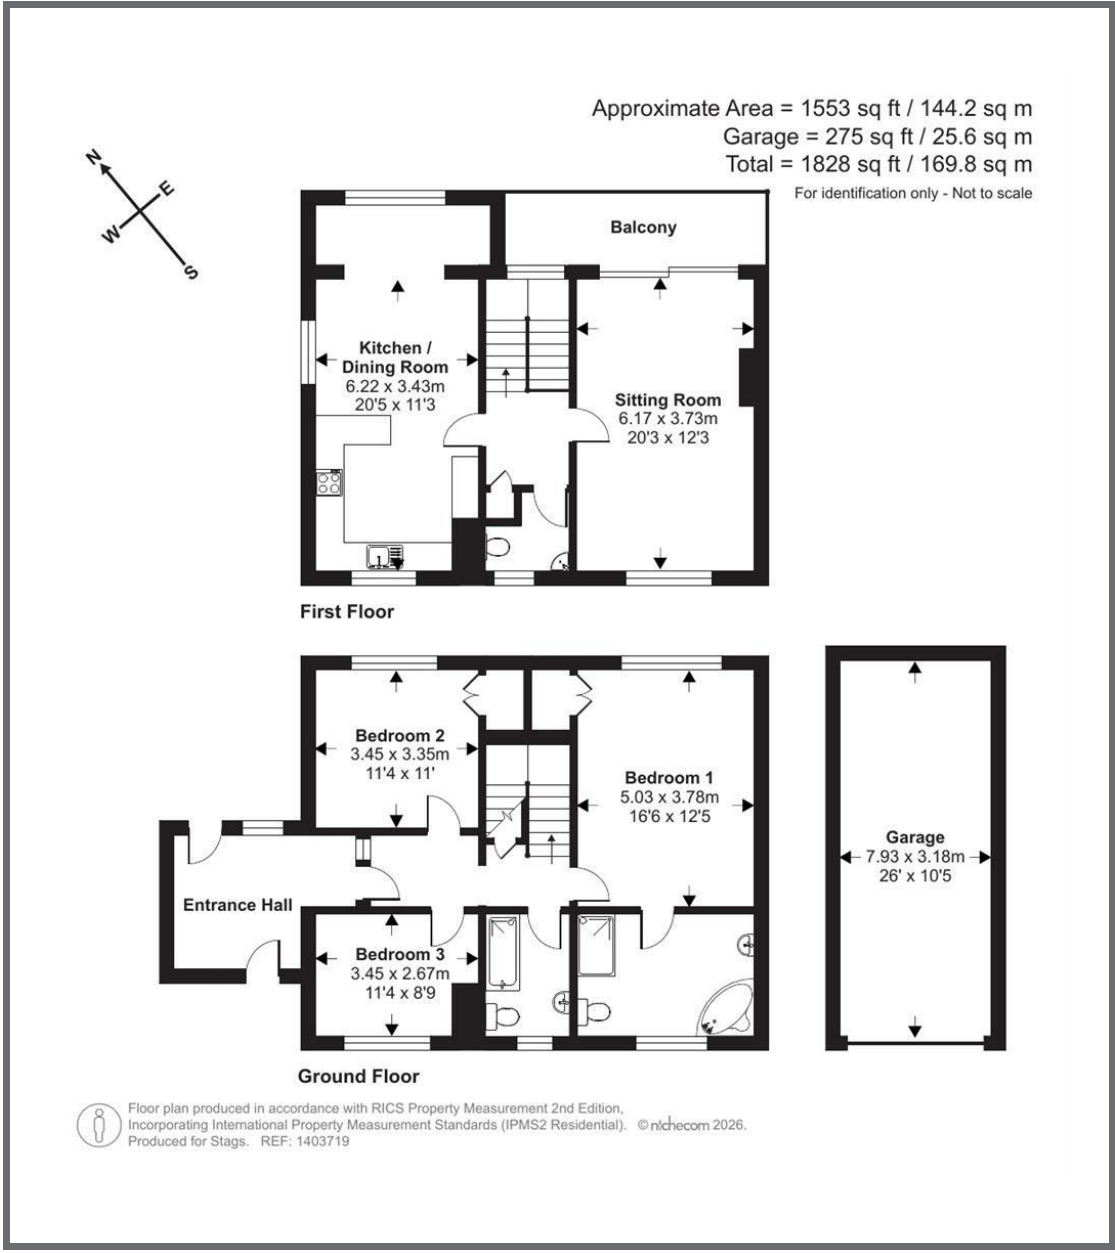 Approximate Area = 1553 sq ft / 144.2 sq m
Garage = 275 sq ft / 25.6 sq m
Total = 1828 sq ft / 169.8 sq m
For identification only - Not to scale
N
E
W
S
Balcony
Kitchen /
Dining Room
6.22 x 3.43m
20'5 x 11'3
Sitting Room
6.17 x 3.73m
20'3 x 12'3
First Floor
Bedroom 2
3.45 x 3.35m
11'4 x 11'
Bedroom 1
5.03 x 3.78m
16'6 x 12'5
Garage
7.93 x 3.18m
26' x 10'5
Entrance Hall
Bedroom 3
3.45 x 2.67m
11'4 x 8'9
Ground Floor
Floor plan produced in accordance with RICS Property Measurement 2nd Edition,
Incorporating International Property Measurement Standards (IPMS2 Residential). © nichecom 2026.
Produced for Stags. REF: 1403719